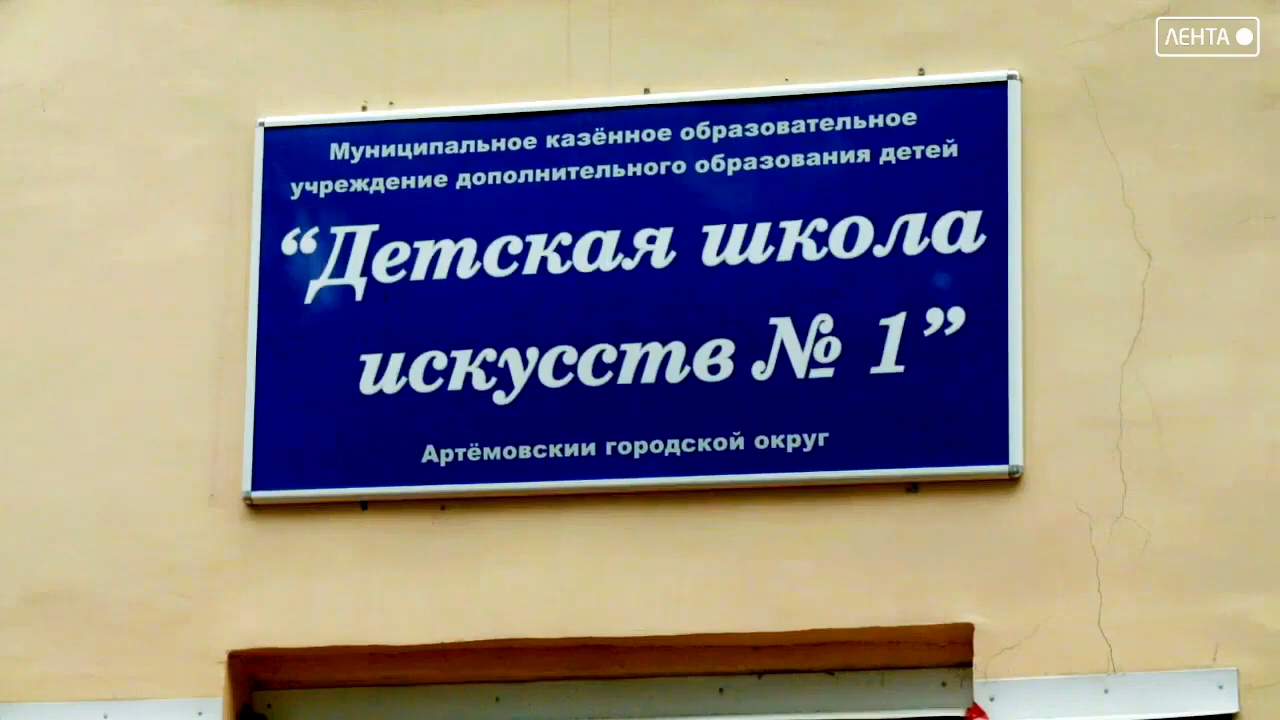 ЛЕНТА
Муниципальное казённое образовательное
учреждение дополнительного образования детей
“Детская школа
искусств № 1”
Артёмовскии городской округ